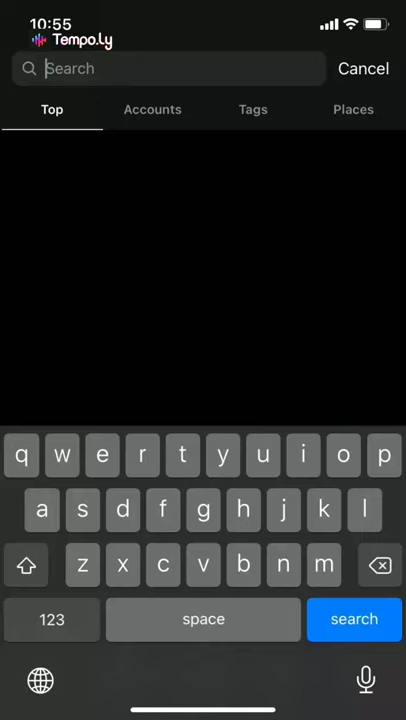 10:55
Tempo.ly
Search Cancel
Top Accounts Tags Places
q w e r t y u i o p
a s d f g h j k l
z x c v b n m
123 space search